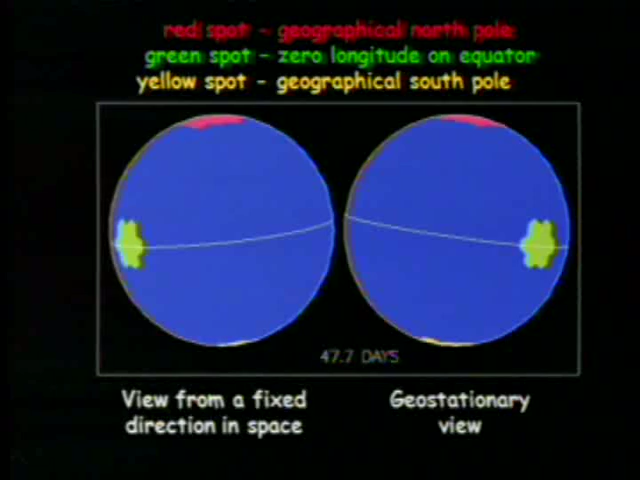 red spot - geographical north pole
green spot - zero longitude on equator
yellow spot - geographical south pole
47.7 DAYS
View from a fixed
direction in space
Geostationary
view